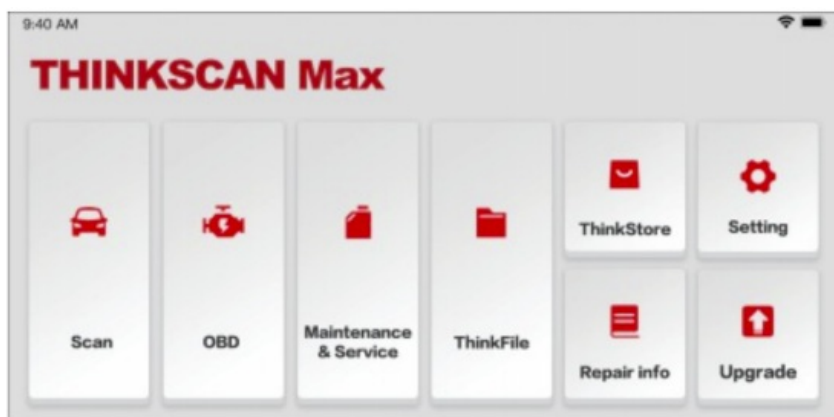 9:40 AM
THINKSCAN Max
Scan
OBD
Maintenance
& Service
ThinkFile
ThinkStore
Setting
Repair info
Upgrade